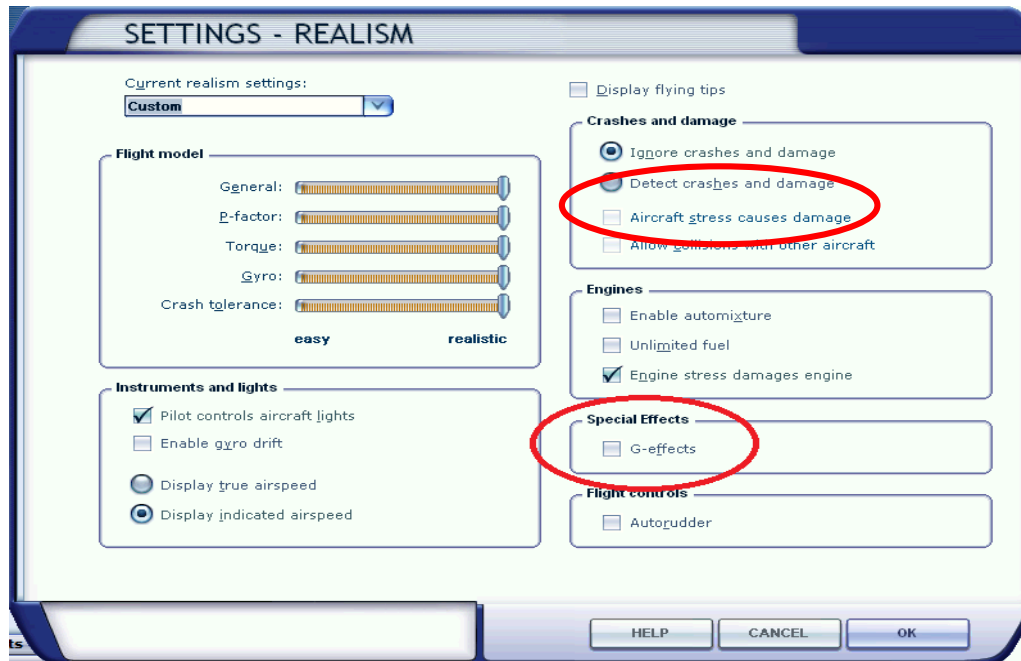 SETTINGS - REALISM
Current realism settings:
Custom
Flight model
General:
P-factor:
Torque:
Gyro:
Crash tolerance:
easy realistic
Instruments and lights
Pilot controls aircraft lights
Enable gyro drift
Display true airspeed
Display indicated airspeed
Display flying tips
Crashes and damage
Ignore crashes and damage
Detect crashes and damage
Aircraft stress causes damage
Allow collisions with other aircraft
Engines
Enable automixture
Unlimited fuel
Engine stress damages engine
Special Effects
G-effects
Flight controls
Autorudder
ts
HELP CANCEL OK